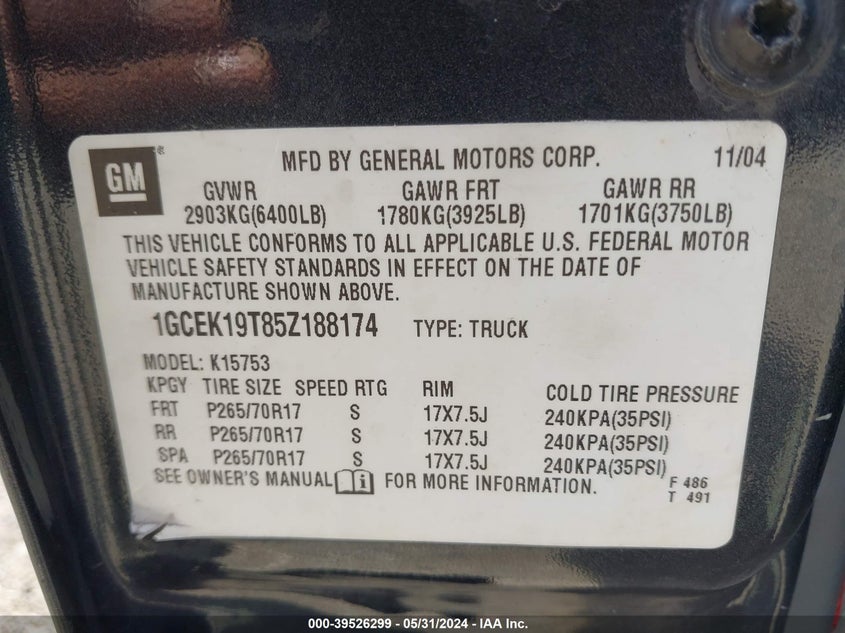 GM ® MFD BY GENERAL MOTORS CORP. 11/04
GVWR GAWR FRT GAWR RR
2903KG(6400LB) 1780KG(3925LB) 1701KG(3750LB)
THIS VEHICLE CONFORMS TO ALL APPLICABLE U.S. FEDERAL MOTOR
VEHICLE SAFETY STANDARDS IN EFFECT ON THE DATE OF
MANUFACTURE SHOWN ABOVE.
1GCEK19T85Z188174 TYPE: TRUCK
MODEL: K15753
KPGY TIRE SIZE SPEED RTG RIM COLD TIRE PRESSURE
FRT P265/70R17 S 17X7.5J 240KPA(35PSI)
RR P265/70R17 S 17X7.5J 240KPA(35PSI)
SPA P265/70R17 S 17X7.5J 240KPA(35PSI)
SEE OWNER'S MANUAL i FOR MORE INFORMATION. F 486
T 491
000-39526299 - 05/31/2024 - IAA Inc.